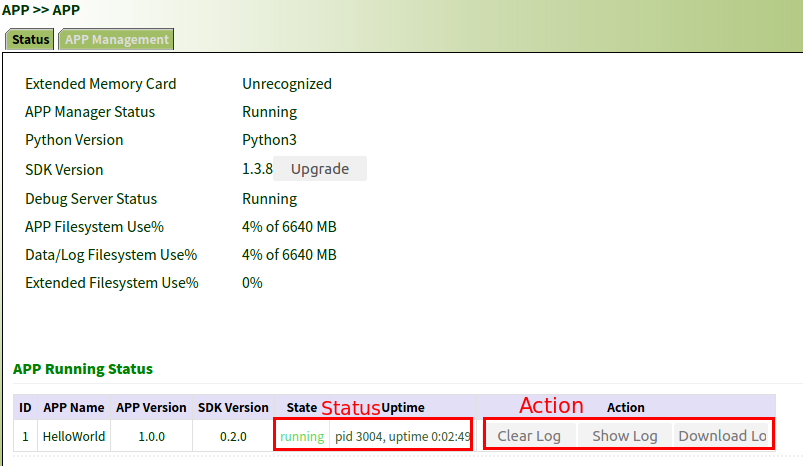 APP >> APP
Status APP Management
Extended Memory Card Unrecognized
APP Manager Status Running
Python Version Python3
SDK Version 1.3.8 Upgrade
Debug Server Status Running
APP Filesystem Use% 4% of 6640 MB
Data/Log Filesystem Use% 4% of 6640 MB
Extended Filesystem Use% 0%
APP Running Status
ID APP Name APP Version SDK Version State Status Uptime Action Action
1 HelloWorld 1.0.0 0.2.0 running pid 3004, uptime 0:02:49 Clear Log Show Log Download Lo